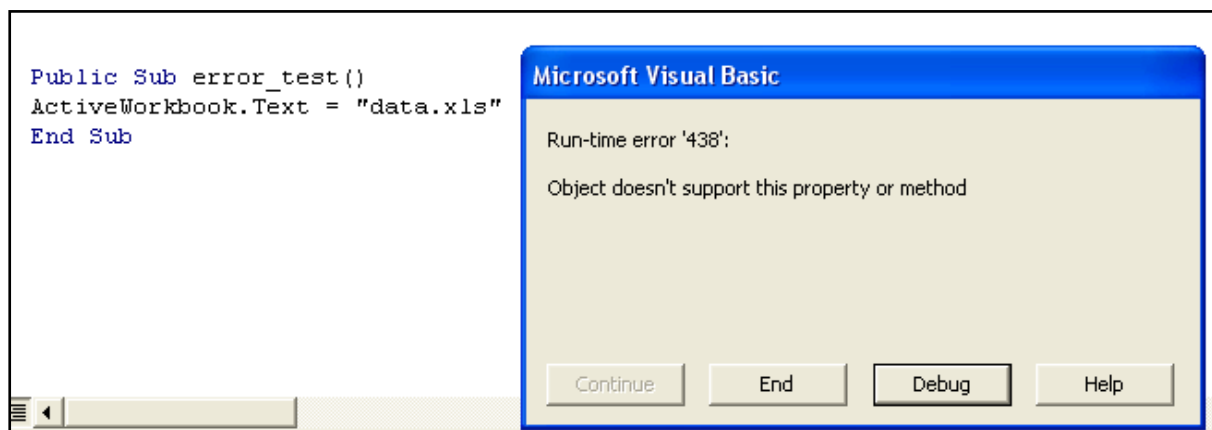 Public Sub error_test()
ActiveWorkbook.Text = "data.xls"
End Sub
Microsoft Visual Basic
Run-time error '438':
Object doesn't support this property or method
Continue End Debug Help